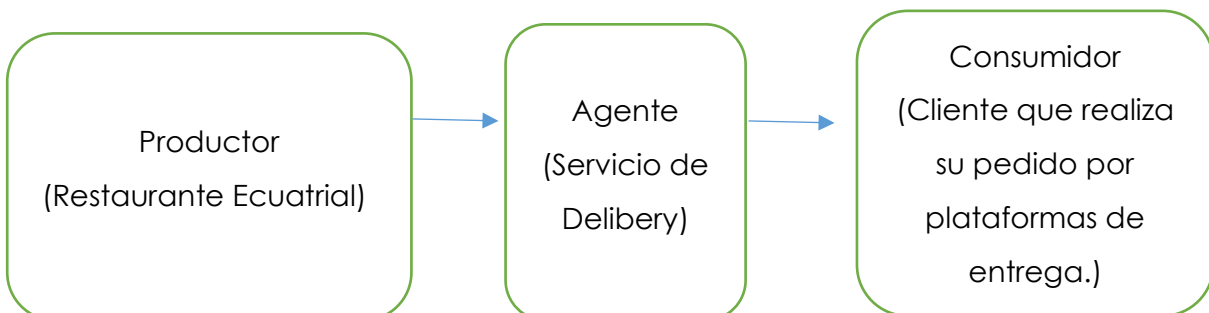 Productor
(Restaurante Ecuatrial)
Agente
(Servicio de
Delibery)
Consumidor
(Cliente que realiza
su pedido por
plataformas de
entrega.)